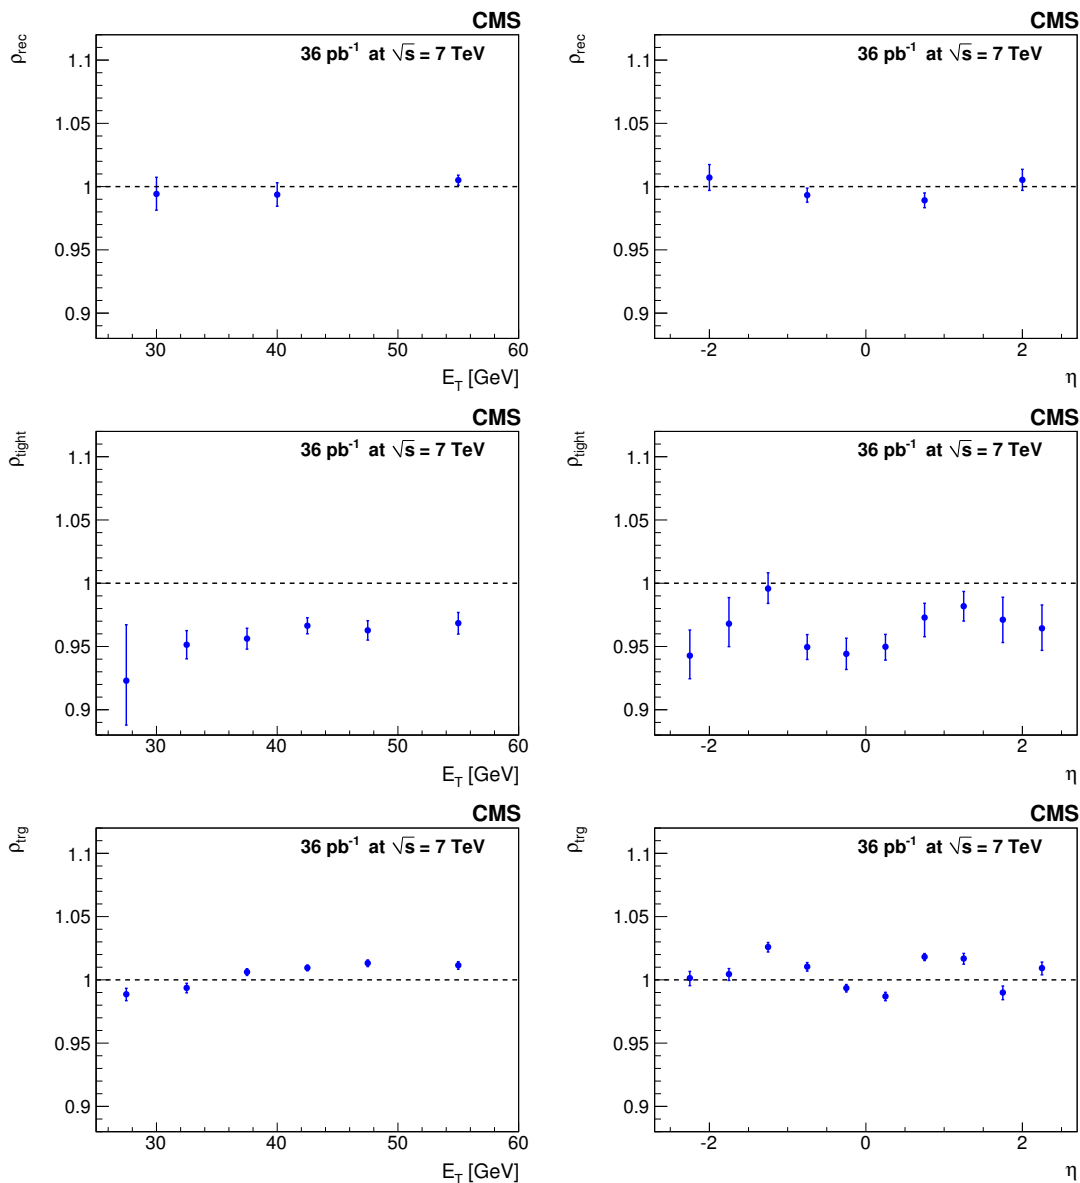 CMS
ρrec
36 pb⁻¹ at √s = 7 TeV
1.1
1.05
1
0.95
0.9
30 40 50 60
E_T [GeV]
CMS
ρrec
36 pb⁻¹ at √s = 7 TeV
1.1
1.05
1
0.95
0.9
-2 0 2
η
CMS
ρtight
36 pb⁻¹ at √s = 7 TeV
1.1
1.05
1
0.95
0.9
30 40 50 60
E_T [GeV]
CMS
ρtight
36 pb⁻¹ at √s = 7 TeV
1.1
1.05
1
0.95
0.9
-2 0 2
η
CMS
ρtrg
36 pb⁻¹ at √s = 7 TeV
1.1
1.05
1
0.95
0.9
30 40 50 60
E_T [GeV]
CMS
ρtrg
36 pb⁻¹ at √s = 7 TeV
1.1
1.05
1
0.95
0.9
-2 0 2
η